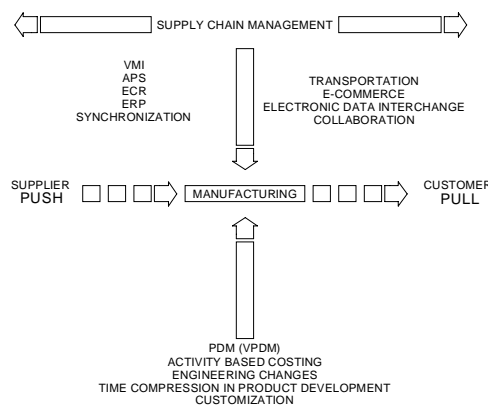 SUPPLY CHAIN MANAGEMENT
VMI
APS
ECR
ERP
SYNCHRONIZATION
TRANSPORTATION
E-COMMERCE
ELECTRONIC DATA INTERCHANGE
COLLABORATION
SUPPLIER
PUSH
MANUFACTURING
CUSTOMER
PULL
PDM (VPDM)
ACTIVITY BASED COSTING
ENGINEERING CHANGES
TIME COMPRESSION IN PRODUCT DEVELOPMENT
CUSTOMIZATION